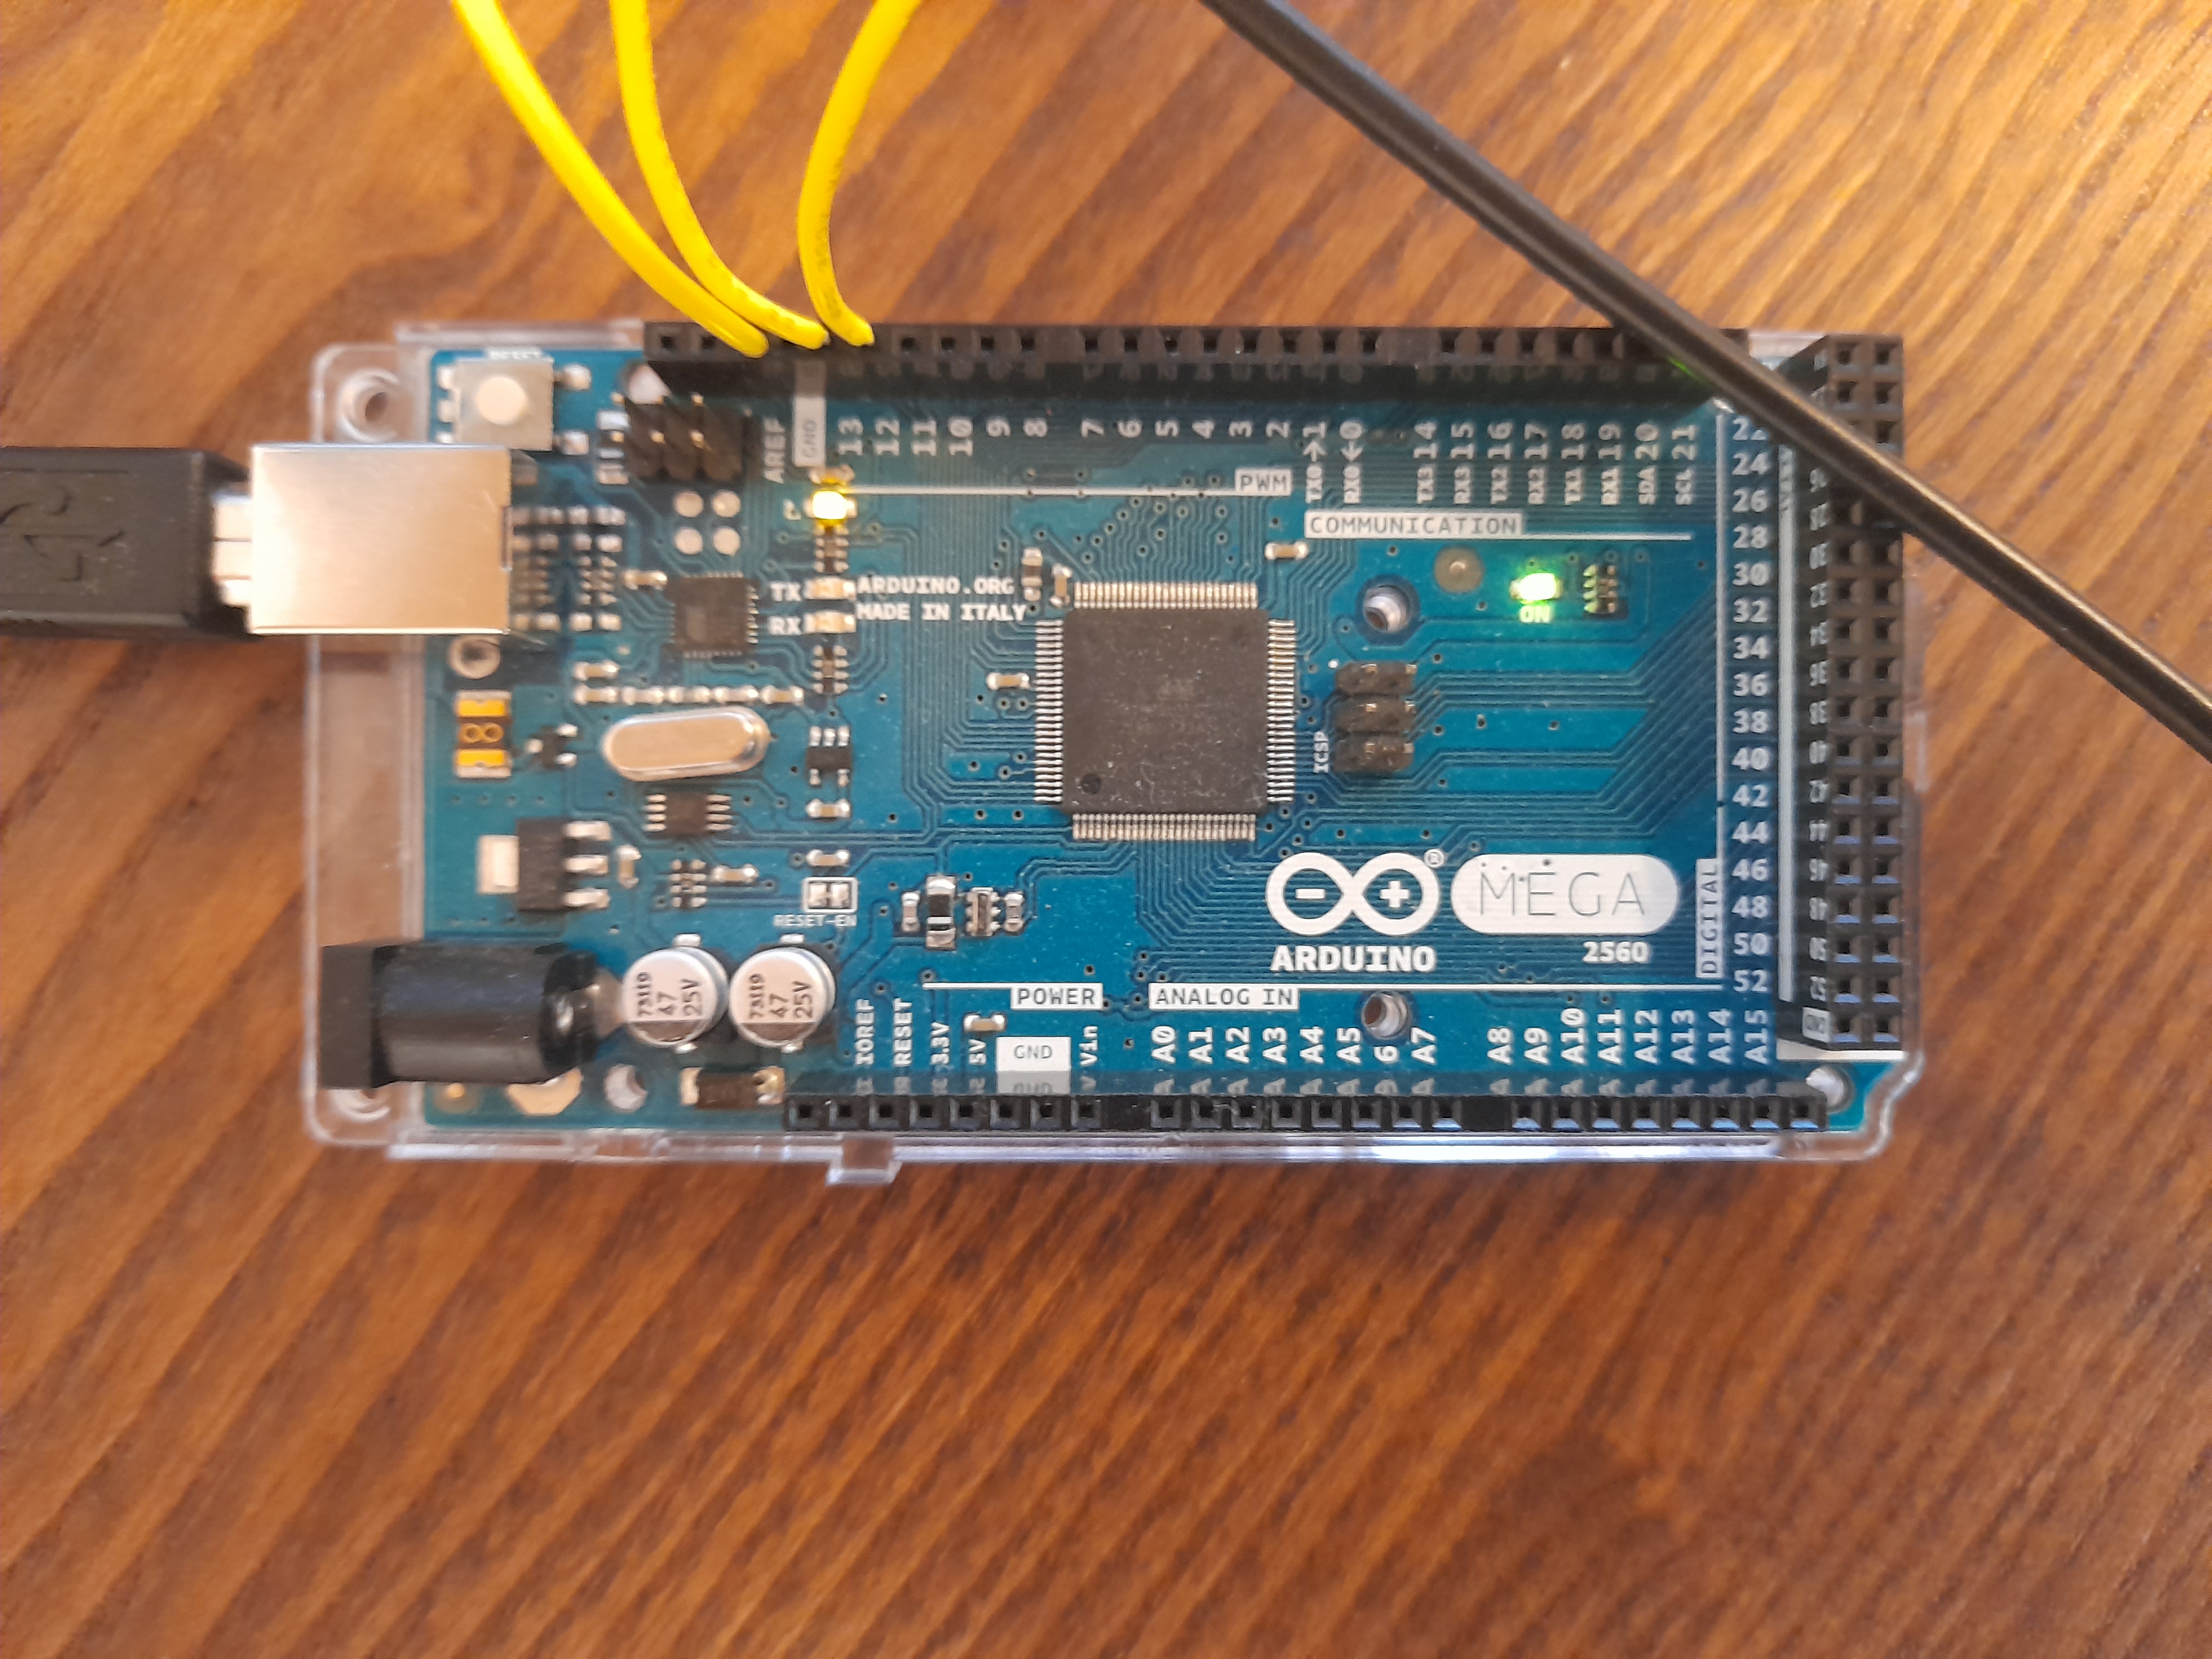 73119
47
25V
73119
47
25V
RESET-EN
RX
TX
L
ARDUINO.ORG
MADE IN ITALY
IOREF
RESET
3.3V
5V
GND
Vin
POWER
A0
A1
A2
A3
A4
A5
6
A7
A8
A9
A10
A11
A12
A13
A14
A15
ANALOG IN
AREF
GND
13
12
11
10
9
8
7
6
5
4
3
2
TX0→1
RX0←0
PWM
TX3 14
RX3 15
TX2 16
RX2 17
TX1 18
RX1 19
SDA 20
SCL 21
COMMUNICATION
ICSP
ON
ARDUINO
®
MEGA
2560
DIGITAL
52 50 48 46 44 42 40 38 36 34 32 30 28 26 24 22